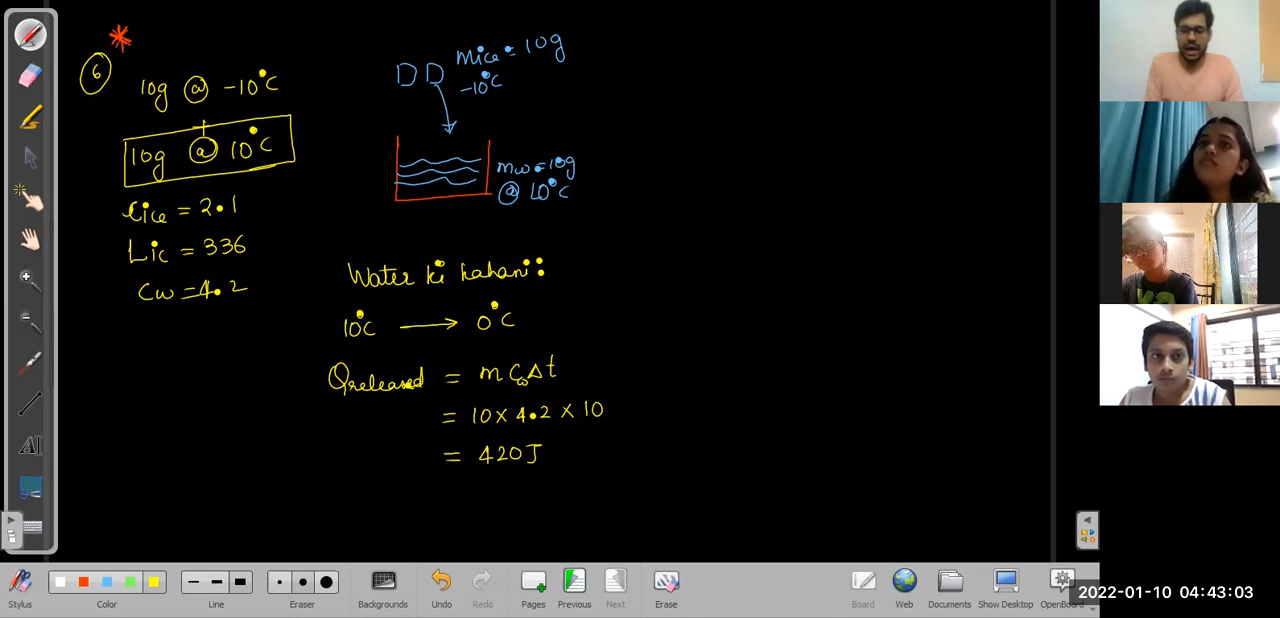 6
10g @ -10°C
+
10g @ 10°C
Cice = 2.1
Lic = 336
Cw = 4.2
Mice = 10g
-10°C
mw = 10g
@ 10°C
Water ki kahani :
10°C → 0°C
Qreleased = m Cw Δt
= 10 × 4.2 × 10
= 420J
Stylus
Color
Line
Eraser
Backgrounds
Undo
Redo
Pages
Previous
Next
Erase
Board
Web
Documents
Show Desktop
OpenBoard
2022-01-10 04:43:03